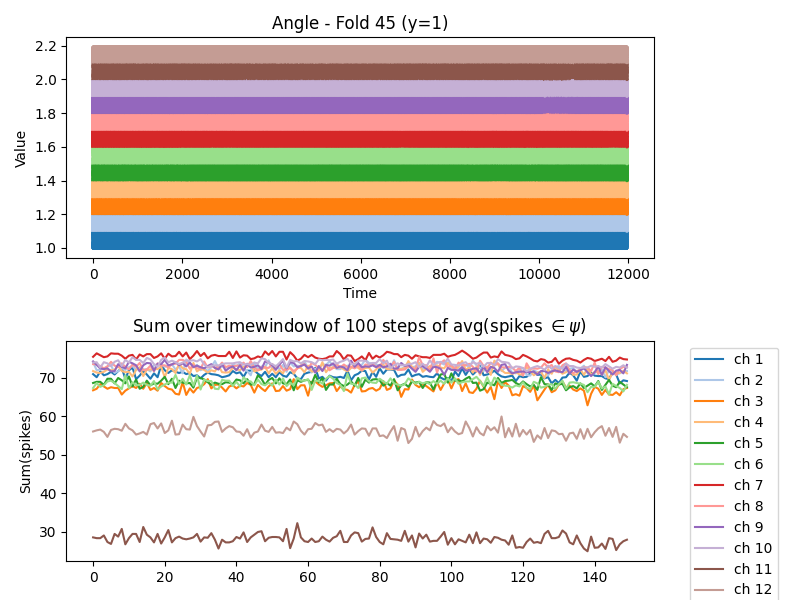 Angle - Fold 45 (y=1)
Value
2.2
2.0
1.8
1.6
1.4
1.2
1.0
0 2000 4000 6000 8000 10000 12000
Time
Sum over timewindow of 100 steps of avg(spikes ∈ ψ)
Sum(spikes)
70
60
50
40
30
0 20 40 60 80 100 120 140
ch 1
ch 2
ch 3
ch 4
ch 5
ch 6
ch 7
ch 8
ch 9
ch 10
ch 11
ch 12